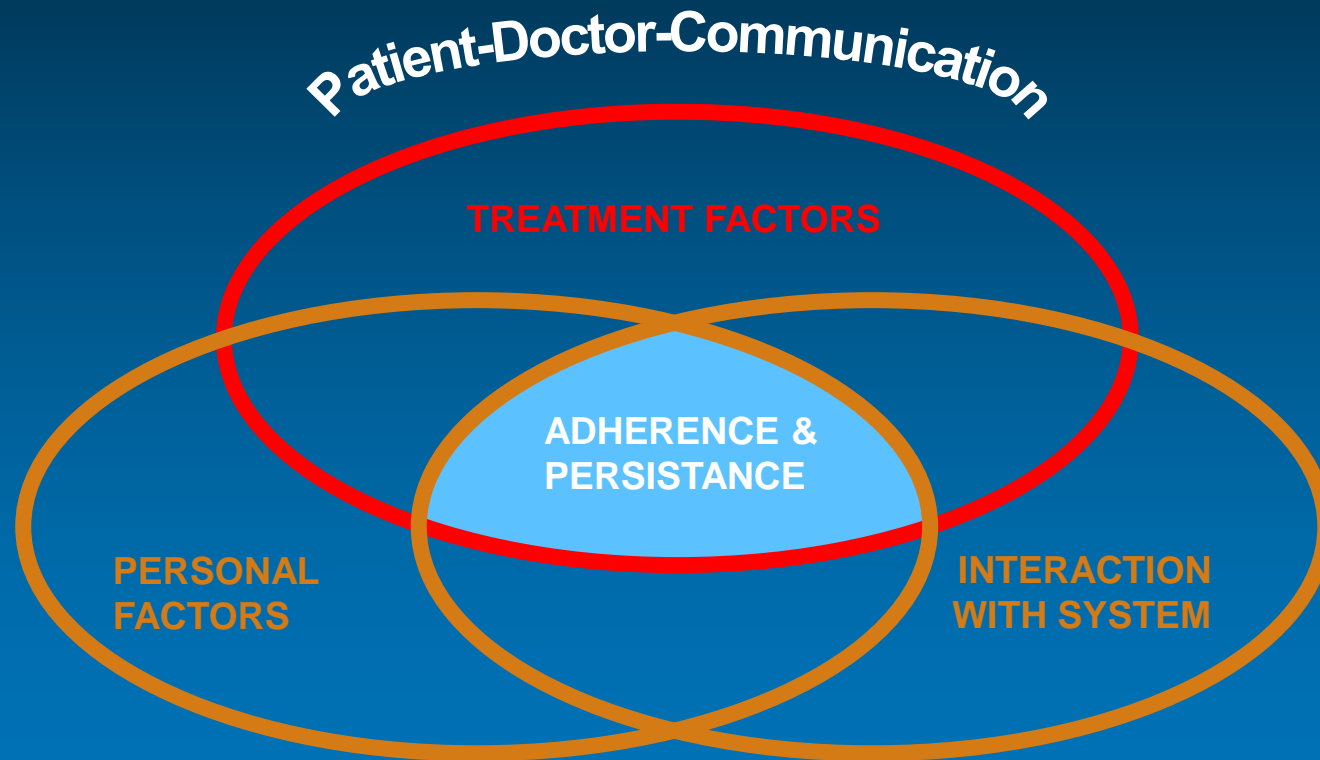 Patient-Doctor-Communication
TREATMENT FACTORS
ADHERENCE &
PERSISTANCE
PERSONAL
FACTORS
INTERACTION
WITH SYSTEM